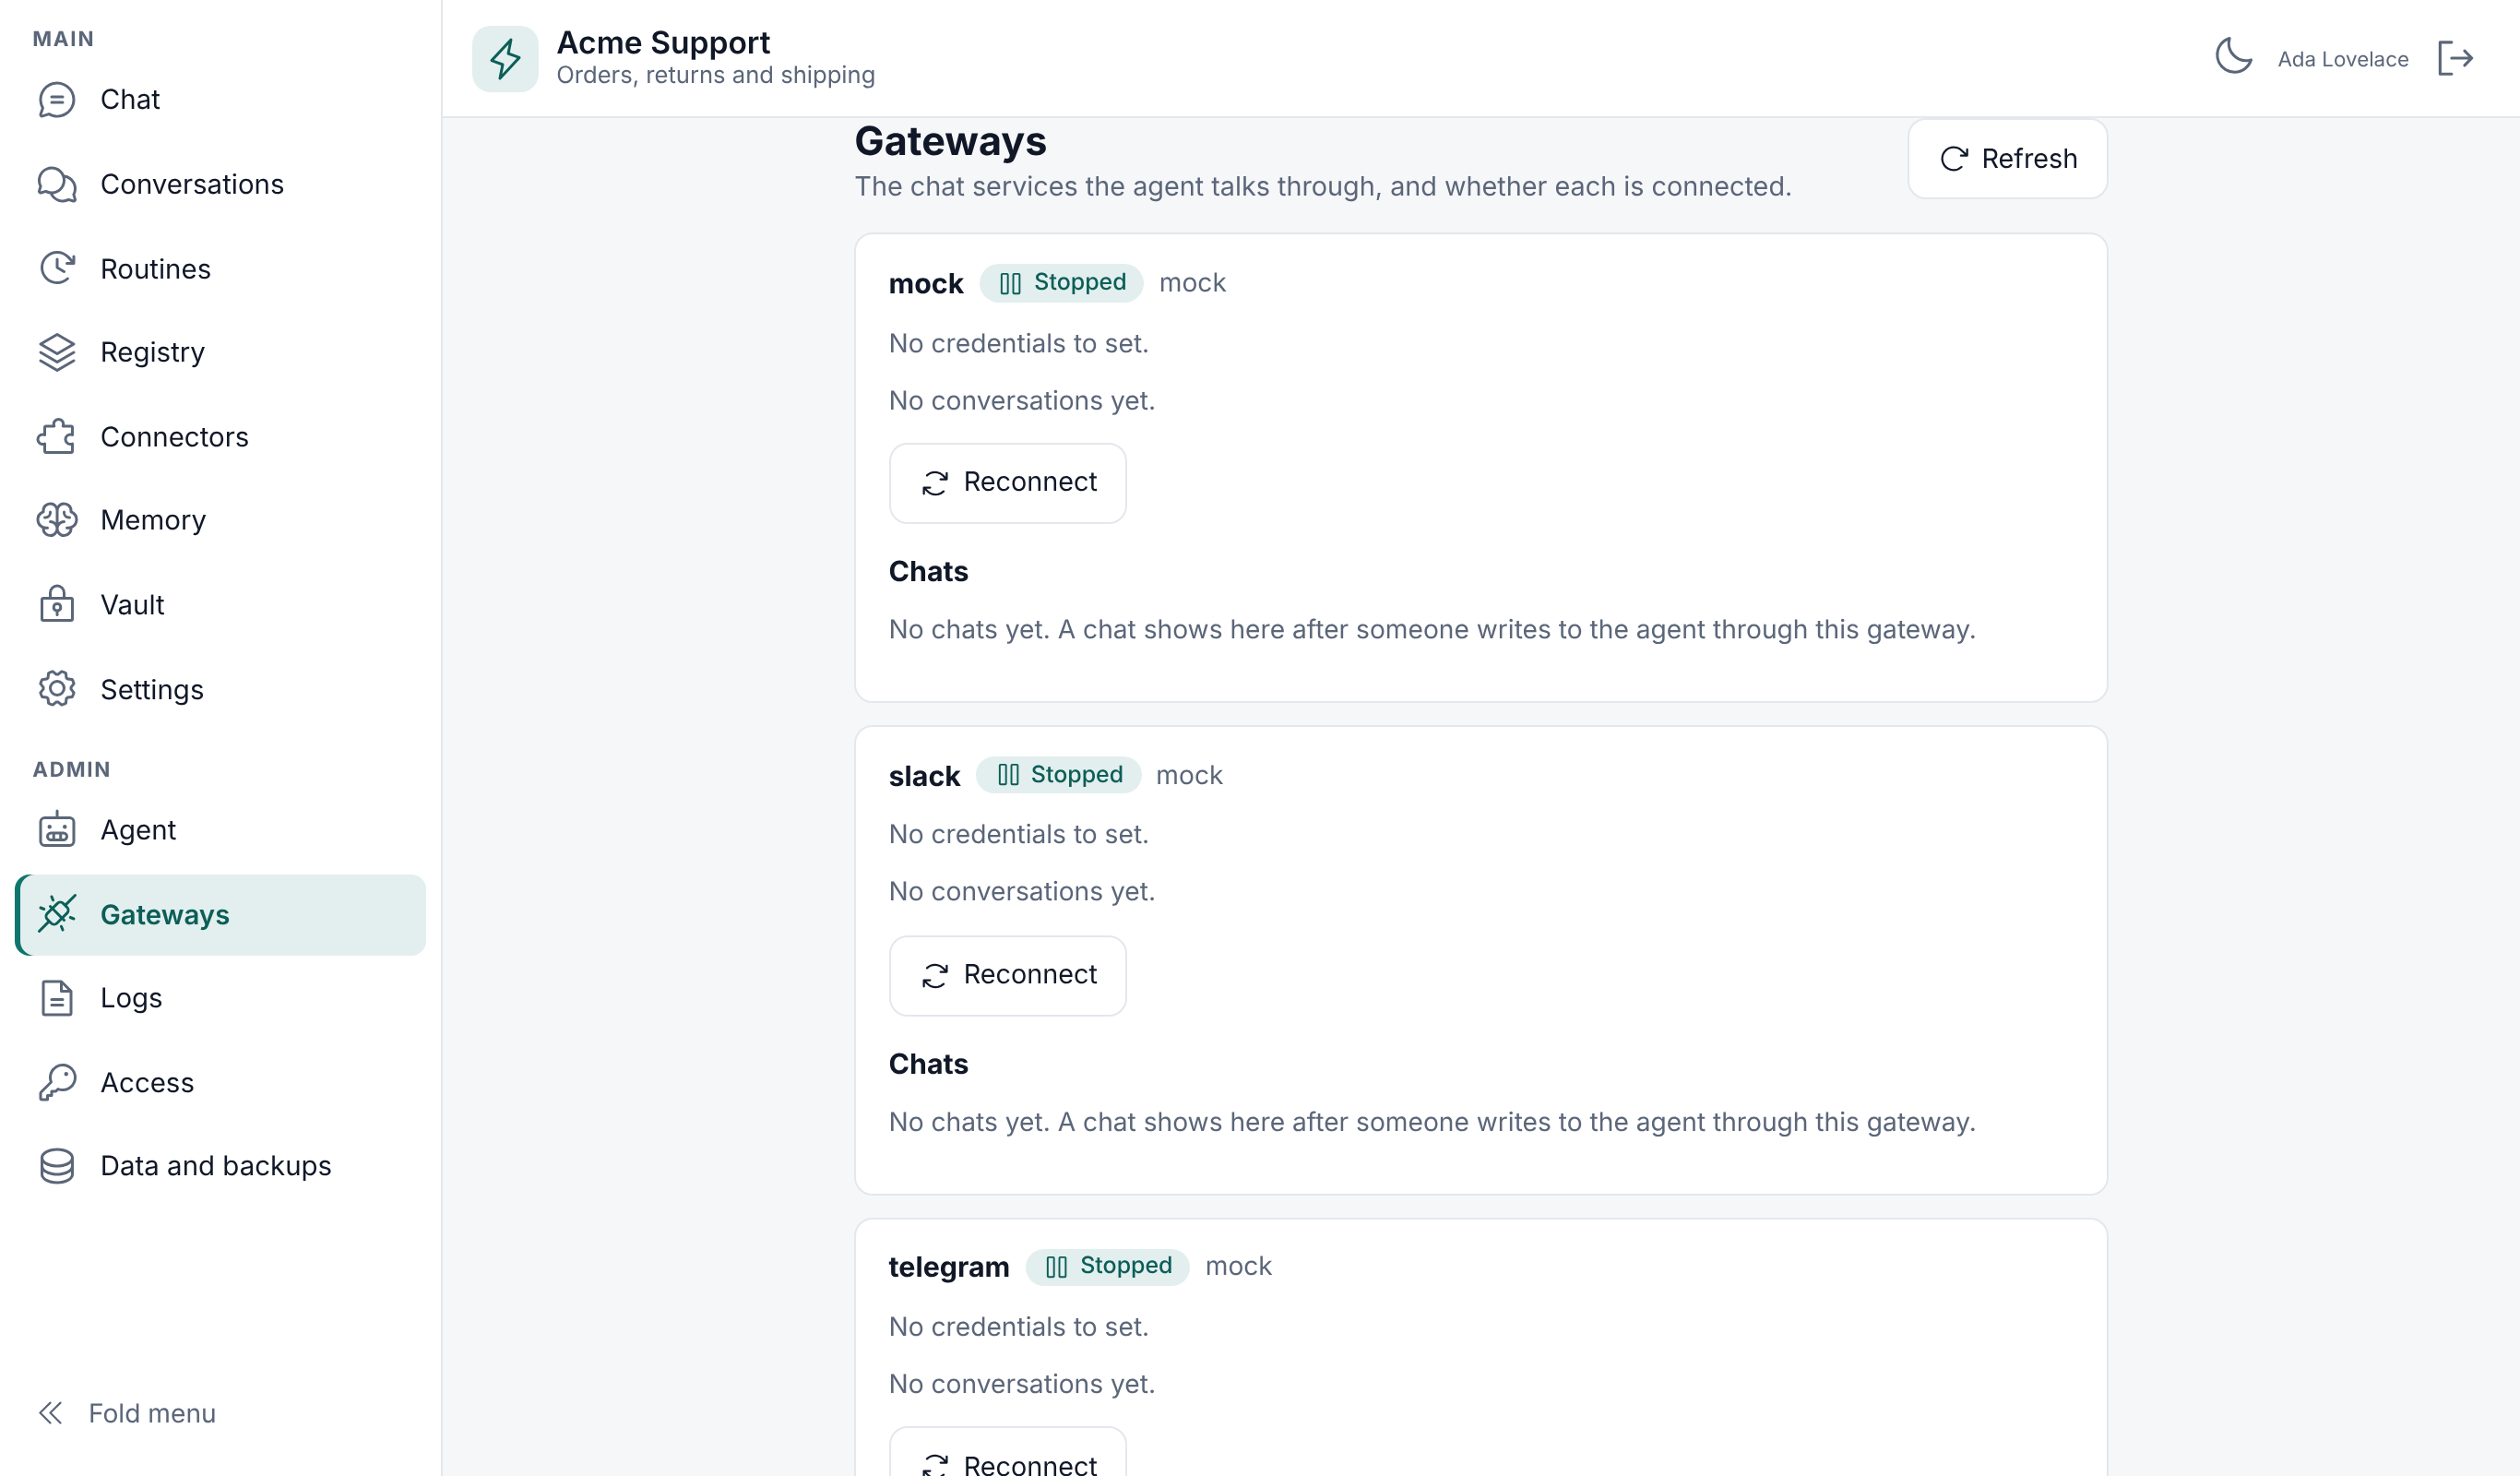 MAIN
Chat
Conversations
Routines
Registry
Connectors
Memory
Vault
Settings
ADMIN
Agent
Gateways
Logs
Access
Data and backups
Fold menu
Acme Support
Orders, returns and shipping
Ada Lovelace
Gateways
The chat services the agent talks through, and whether each is connected.
Refresh
mock Stopped mock
No credentials to set.
No conversations yet.
Reconnect
Chats
No chats yet. A chat shows here after someone writes to the agent through this gateway.
slack Stopped mock
No credentials to set.
No conversations yet.
Reconnect
Chats
No chats yet. A chat shows here after someone writes to the agent through this gateway.
telegram Stopped mock
No credentials to set.
No conversations yet.
Reconnect